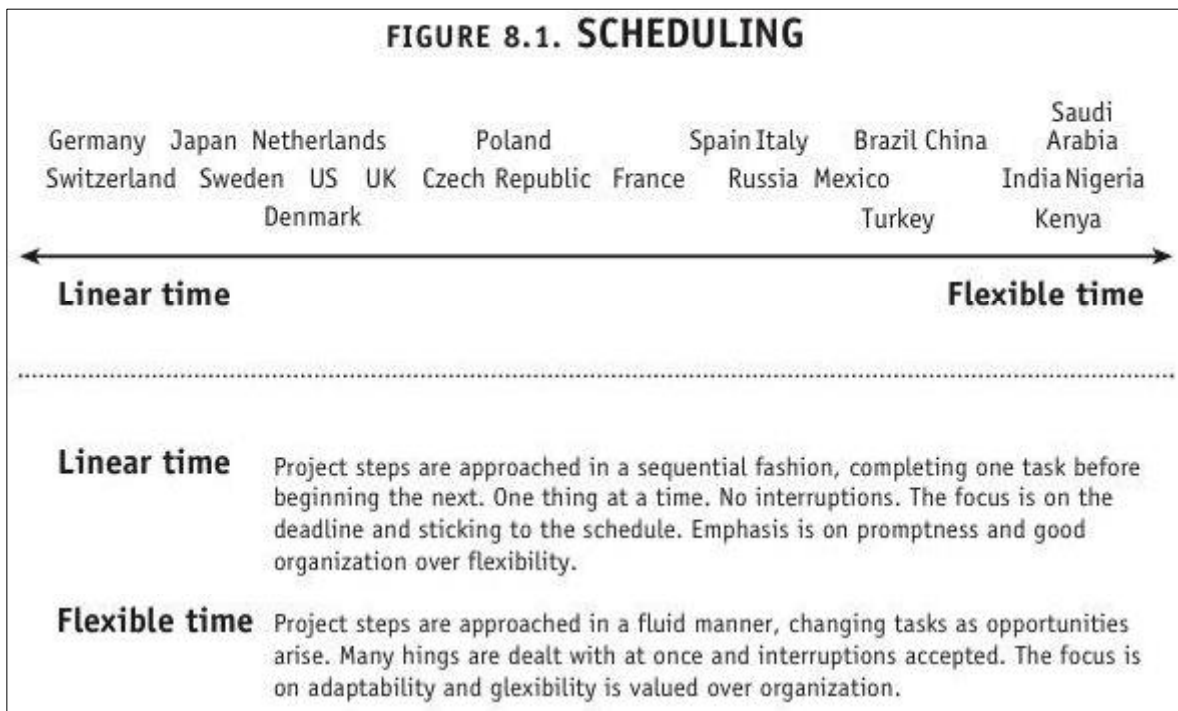 FIGURE 8.1. SCHEDULING
Saudi
Germany Japan Netherlands Poland Spain Italy Brazil China Arabia
Switzerland Sweden US UK Czech Republic France Russia Mexico India Nigeria
Denmark Turkey Kenya
Linear time Flexible time
Linear time Project steps are approached in a sequential fashion, completing one task before
beginning the next. One thing at a time. No interruptions. The focus is on the
deadline and sticking to the schedule. Emphasis is on promptness and good
organization over flexibility.
Flexible time Project steps are approached in a fluid manner, changing tasks as opportunities
arise. Many hings are dealt with at once and interruptions accepted. The focus is
on adaptability and glexibility is valued over organization.